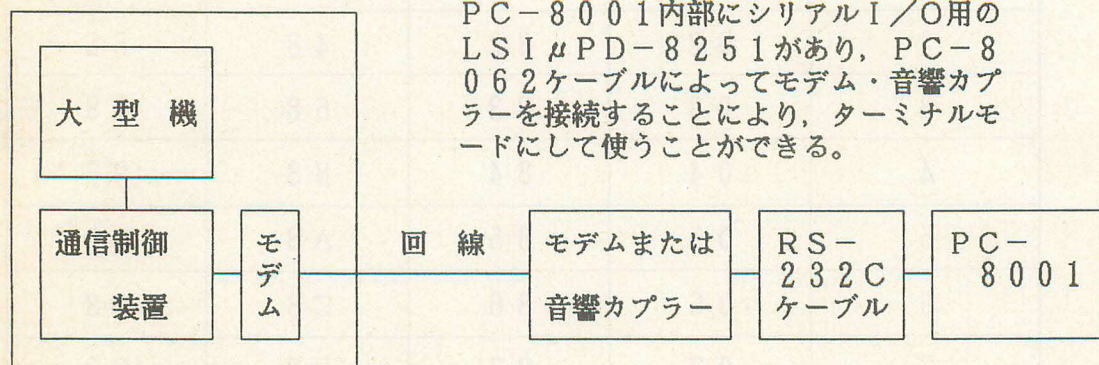 PC-8001内部にシリアルI/O用の
LSIμPD-8251があり,PC-8
062ケーブルによってモデム・音響カプ
ラーを接続することにより,ターミナルモ
ードにして使うことができる。
大型機
通信制御
装置
モデム
回線
モデムまたは
音響カプラー
RS-
232C
ケーブル
PC-
8001